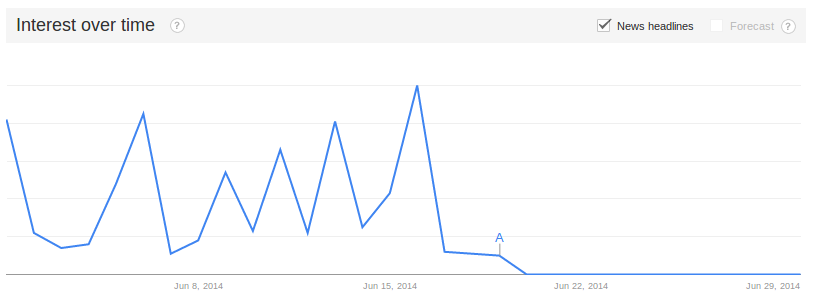 Interest over time ?
News headlines
Forecast ?
A
Jun 8, 2014
Jun 15, 2014
Jun 22, 2014
Jun 29, 2014